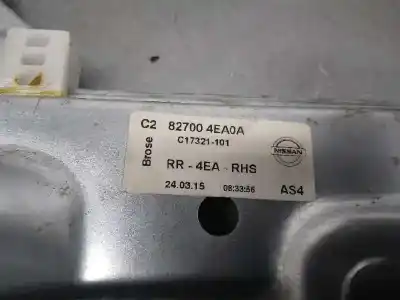 C2 82700 4EA0A
C17321-101
Brose
NISSAN
RR - 4EA - RHS
24.03.15 08:33:56 AS4